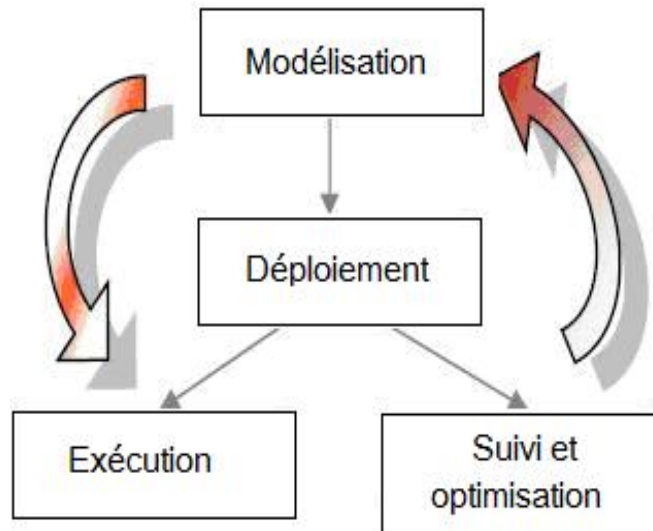 Modélisation
Déploiement
Exécution
Suivi et
optimisation